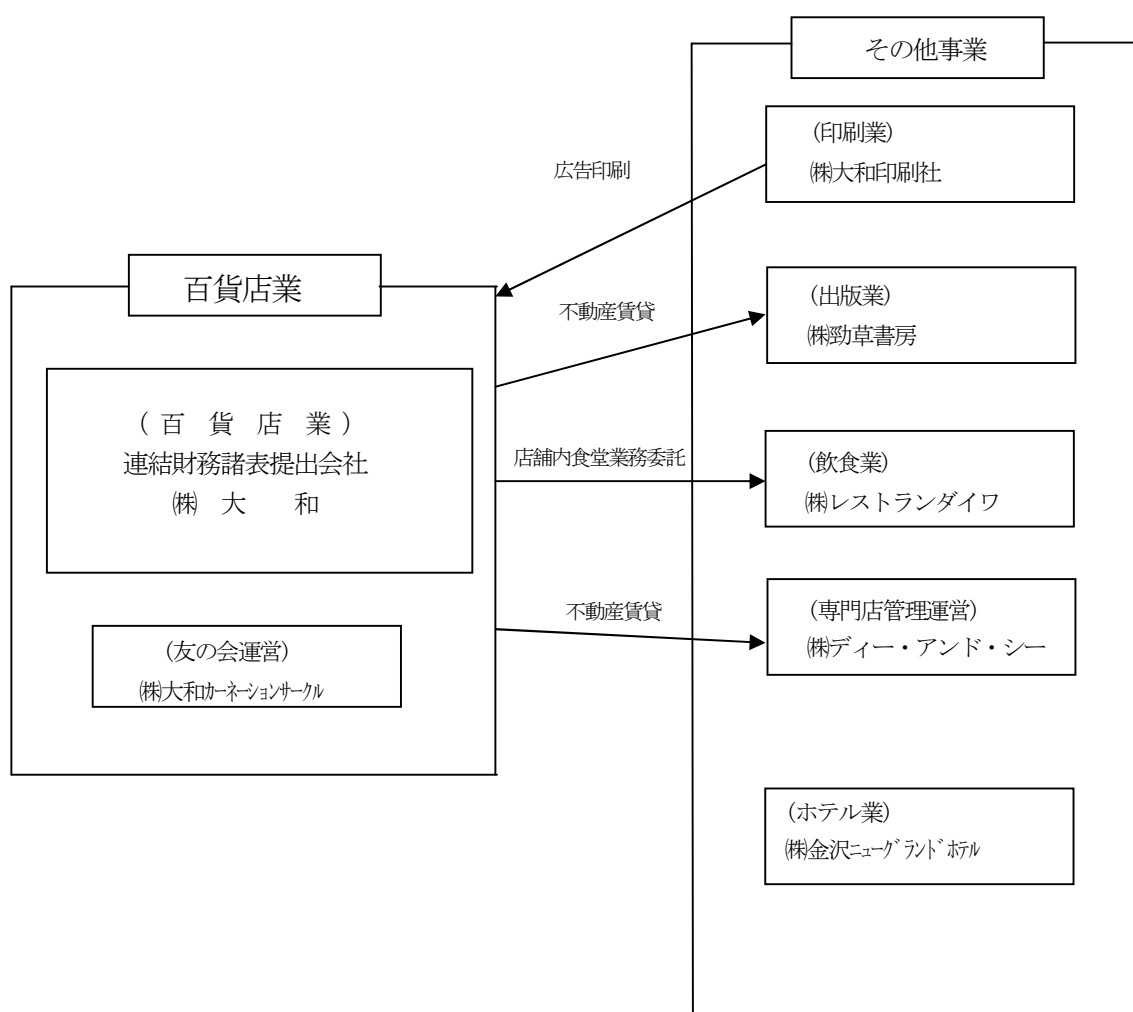 その他事業
(印刷業)
㈱大和印刷社
広告印刷
百貨店業
(出版業)
㈱勁草書房
不動産賃貸
(百貨店業)
連結財務諸表提出会社
㈱ 大 和
(飲食業)
㈱レストランダイワ
店舗内食堂業務委託
(専門店管理運営)
㈱ディー・アンド・シー
不動産賃貸
(友の会運営)
㈱大和ｶｰﾈｰｼｮﾝｻｰｸﾙ
(ホテル業)
㈱金沢ﾆｭｰｸﾞﾗﾝﾄﾞﾎﾃﾙ